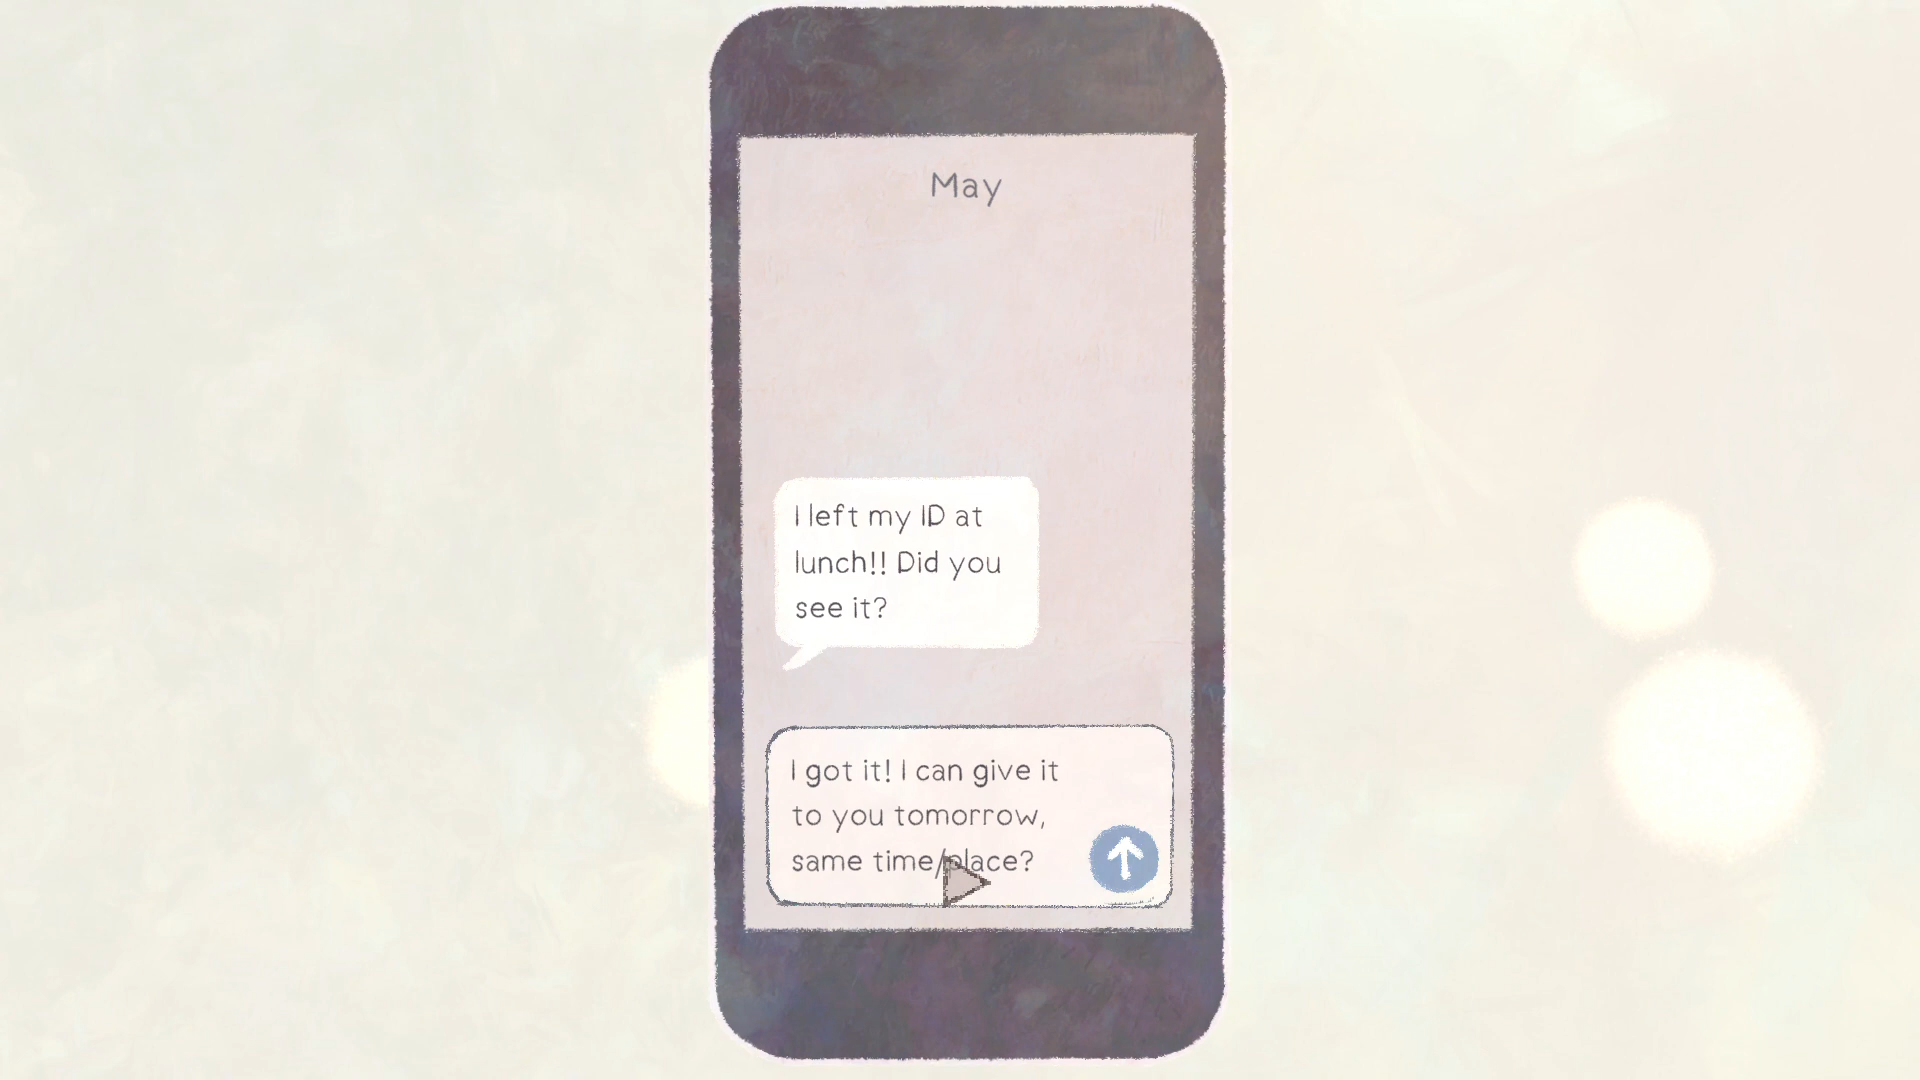 May
I left my ID at
lunch!! Did you
see it?
I got it! I can give it
to you tomorrow,
same time/place?